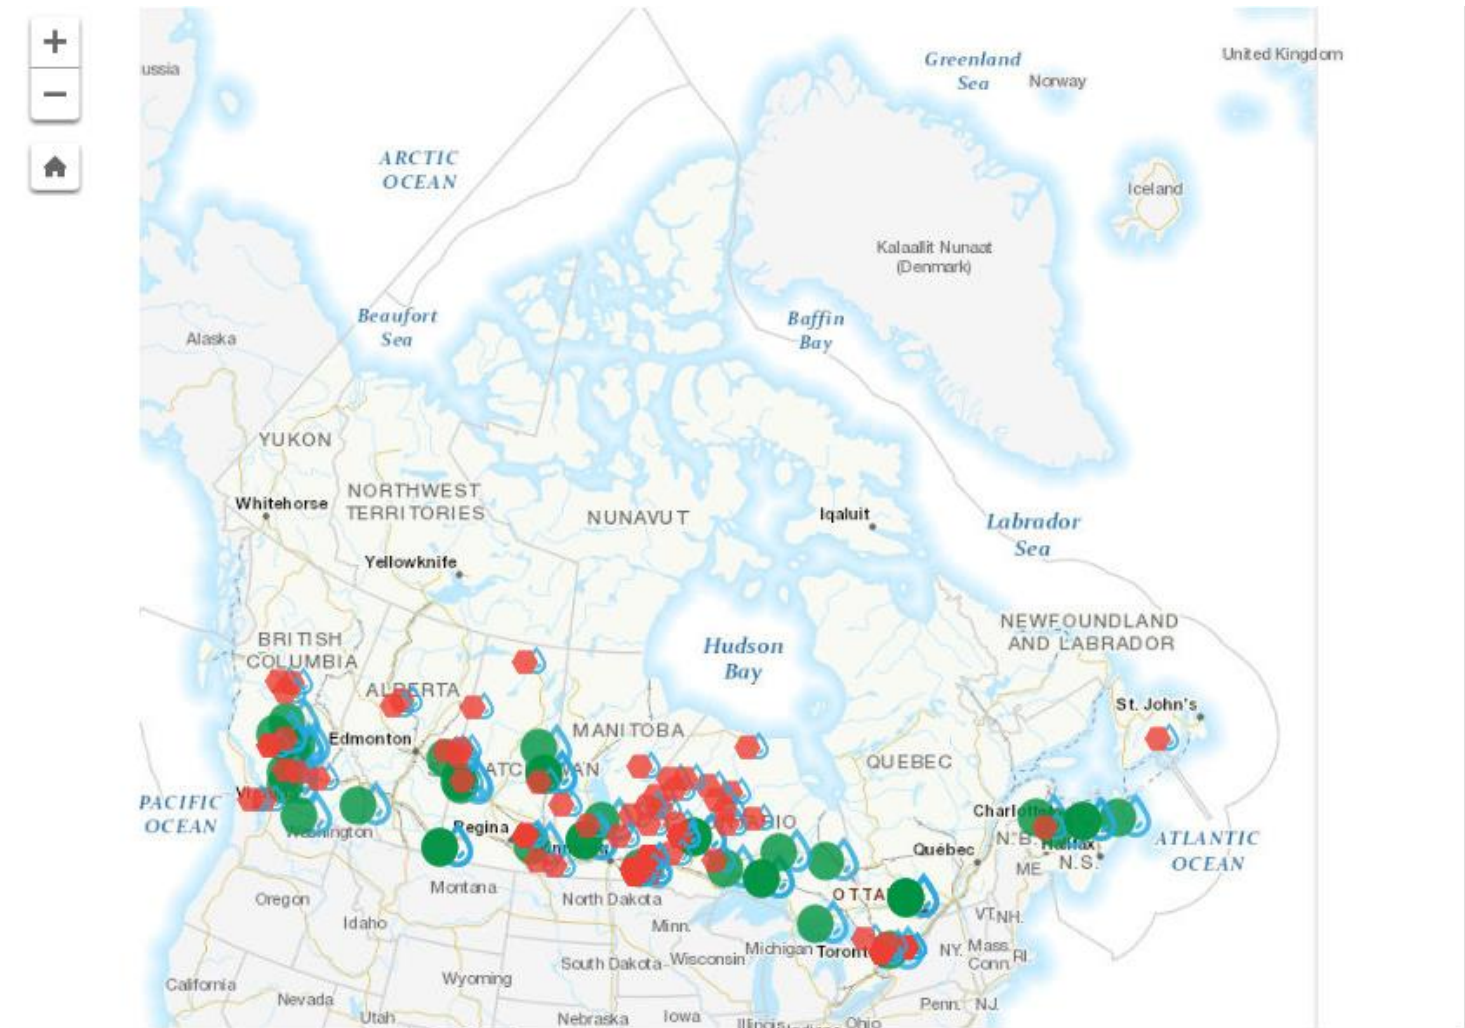 +
Greenland
Sea
Norway
United Kingdom
ussia
−
ARCTIC
OCEAN
Iceland
Kalaallit Nunaat
(Denmark)
Beaufort
Sea
Baffin
Bay
Alaska
YUKON
NORTHWEST
TERRITORIES
Whitehorse
NUNAVUT
Iqaluit
Labrador
Sea
Yellowknife
NEWFOUNDLAND
AND LABRADOR
BRITISH
COLUMBIA
Hudson
Bay
ALBERTA
St. John's
MANITOBA
Edmonton
QUEBEC
PACIFIC
OCEAN
Washington
Regina
Québec
N.B.
Halifax
N.S.
ME
ATLANTIC
OCEAN
Montana
North Dakota
OTTA
Oregon
Idaho
Minn.
VT.
NH.
Michigan
Toront
NY.
Mass.
Conn.
RI.
South Dakota
Wisconsin
California
Wyoming
Nevada
Penn.
NJ.
Utah
Nebraska
Iowa
Ohio